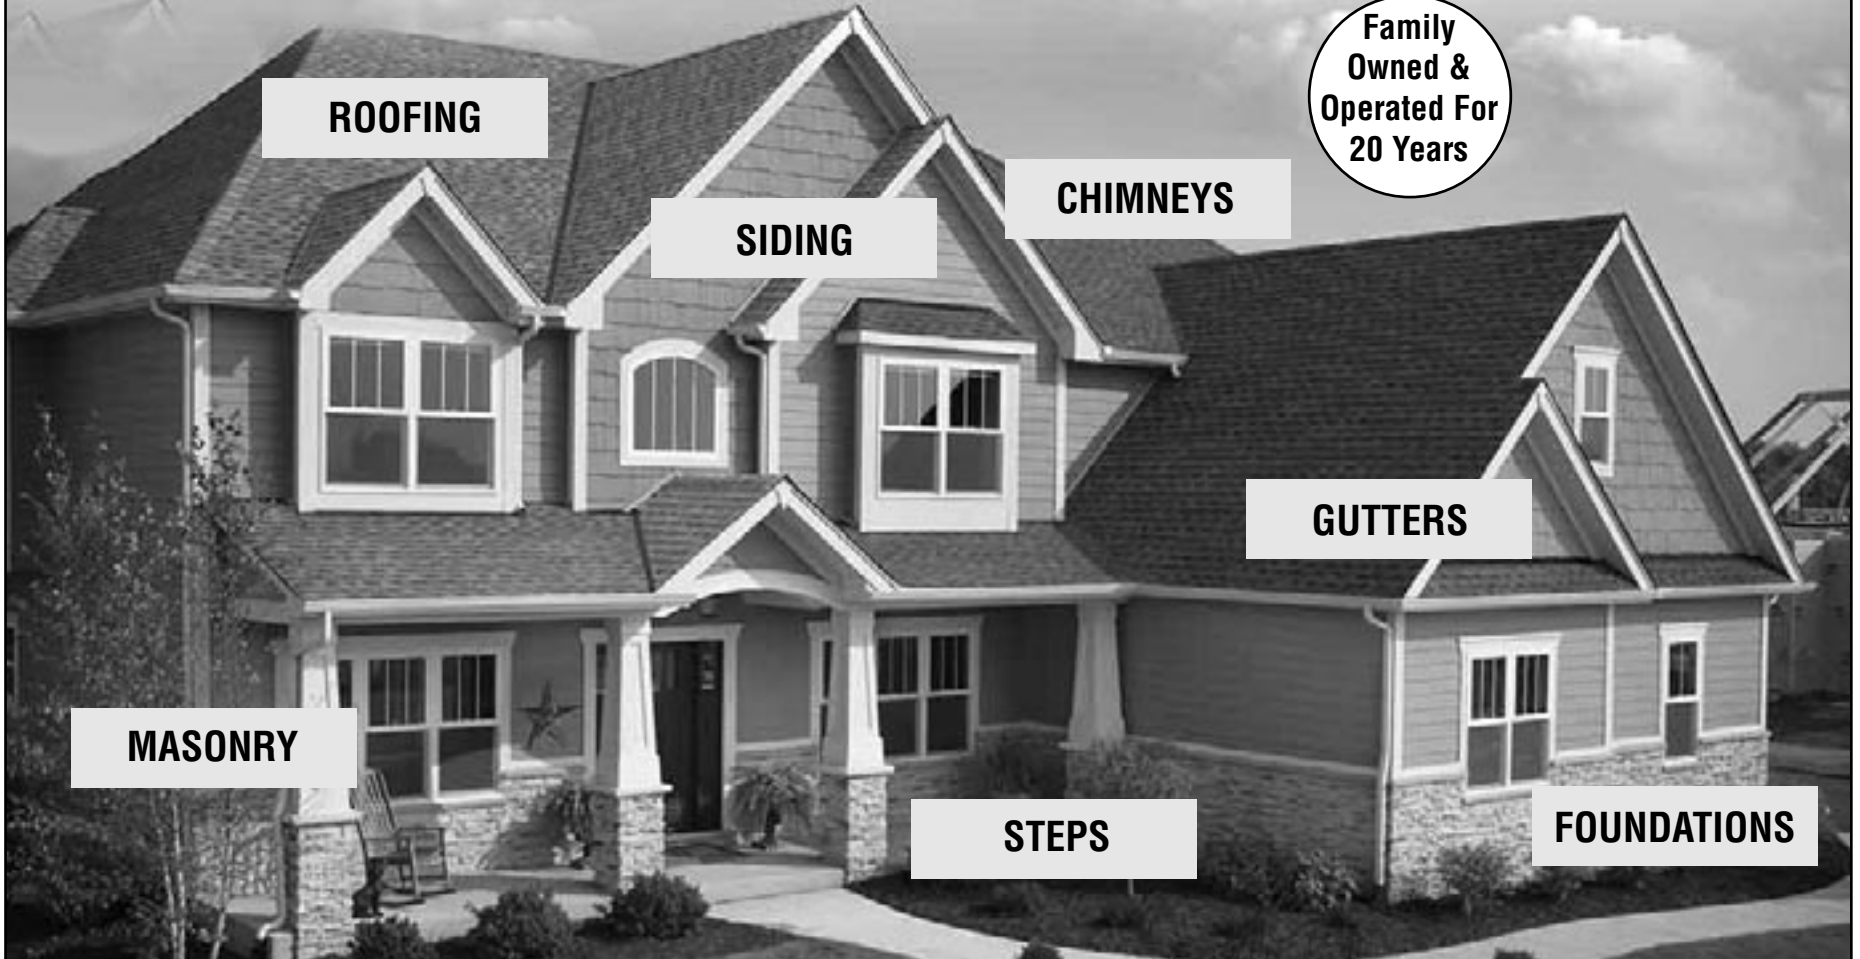 Family
Owned &
Operated For
20 Years
ROOFING
CHIMNEYS
SIDING
GUTTERS
MASONRY
STEPS
FOUNDATIONS